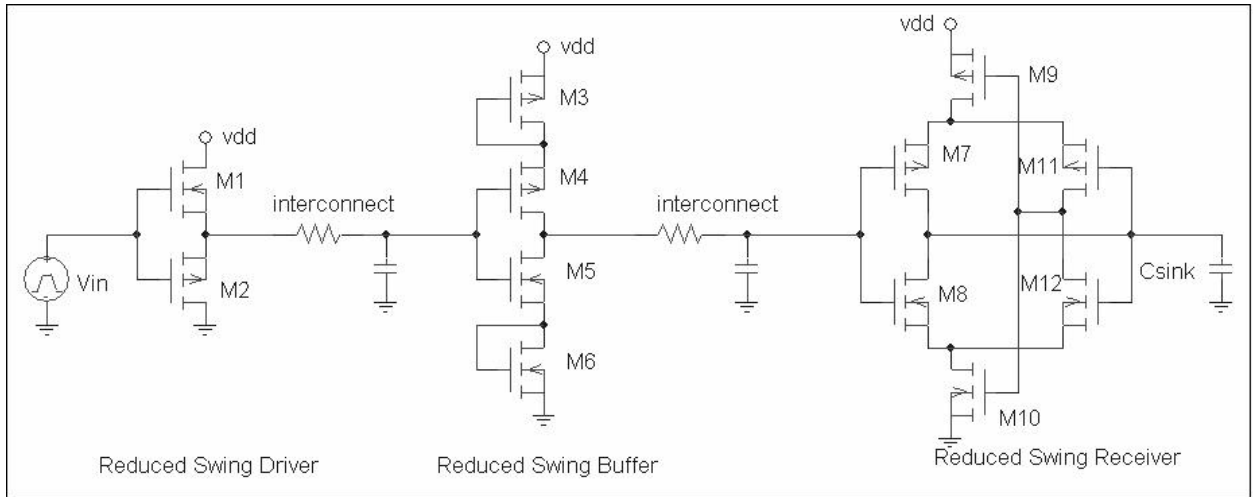 vdd
M1
M2
Vin
interconnect
vdd
M3
M4
M5
M6
interconnect
vdd
M9
M7
M11
M8
M12
M10
Csink
Reduced Swing Driver
Reduced Swing Buffer
Reduced Swing Receiver